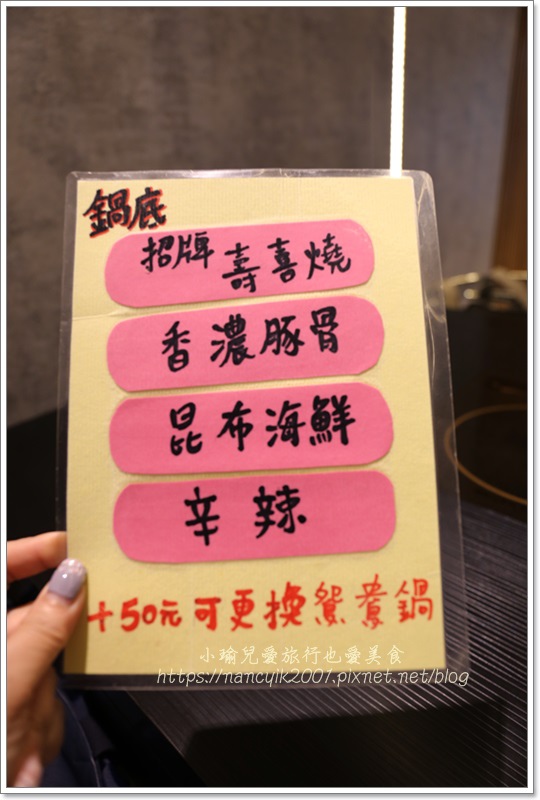 鍋底
招牌 壽喜燒
香濃豚骨
昆布海鮮
辛辣
+50元可更換鴛鴦鍋
小瑜兒愛旅行也愛美食
https://nancylk2001.pixnet.net/blog